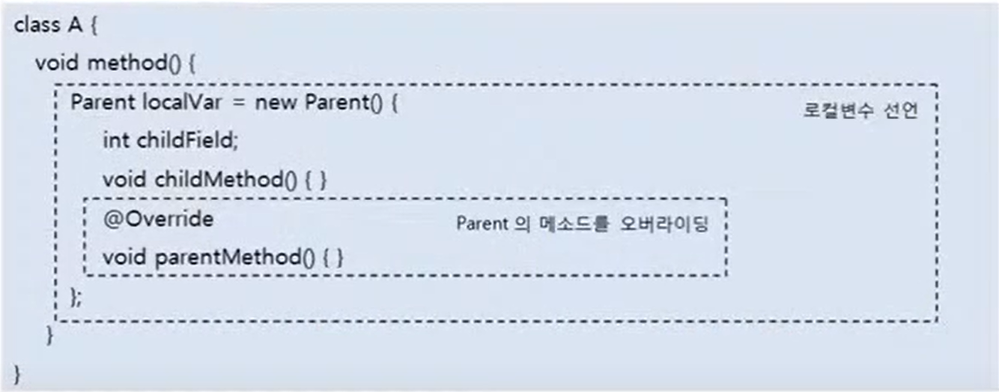 class A {
void method() {
Parent localVar = new Parent() {
로컬변수 선언
int childField;
void childMethod() { }
@Override
Parent 의 메소드를 오버라이딩
void parentMethod() { }
};
}
}